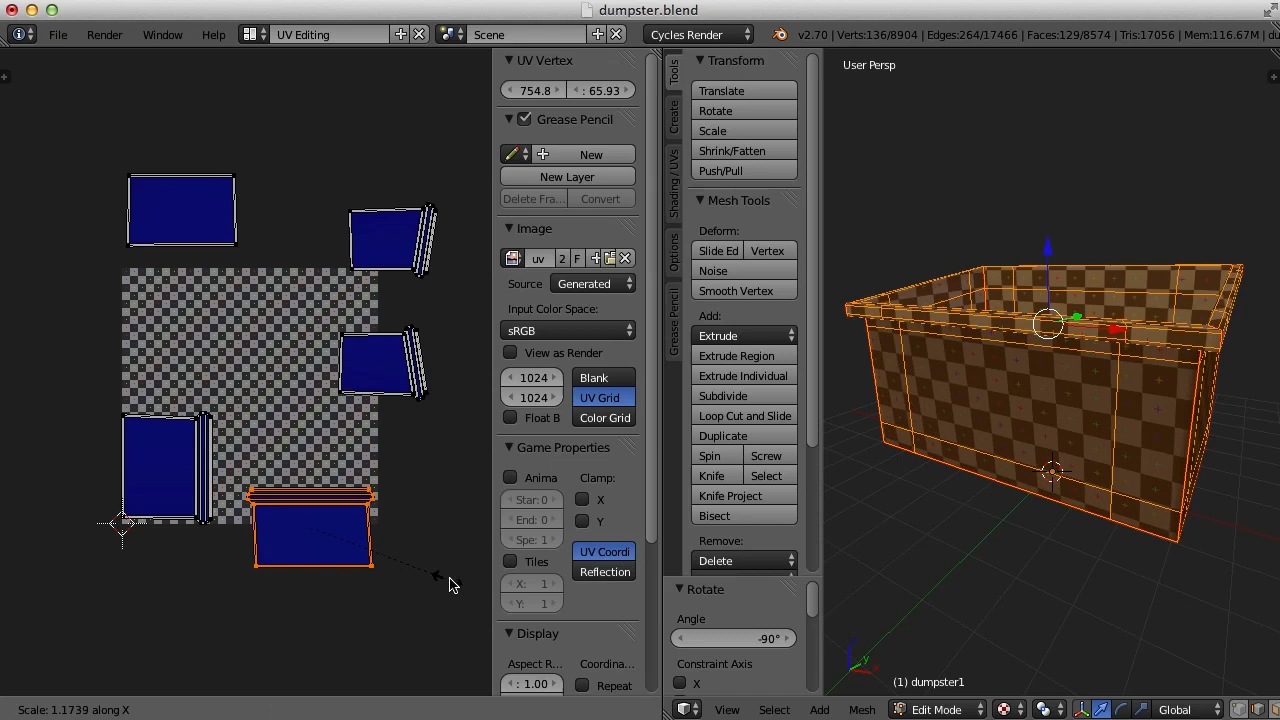 dumpster.blend
File Render Window Help UV Editing Scene Cycles Render v2.70 | Verts:136/8904 | Edges:264/17466 | Faces:129/8574 | Tris:17056 | Mem:116.67M | du
UV Vertex
754.8 : 65.93
Grease Pencil
New
New Layer
Delete Fra... Convert
Image
uv 2 F
Source Generated
Input Color Space:
sRGB
View as Render
1024 Blank
1024 UV Grid
Float B Color Grid
Game Properties
Anima Clamp:
Star: 0 X
End: 0 Y
Spe: 1
Tiles UV Coordi
X: 1 Reflection
Y: 1
Display
Aspect R... Coordina...
: 1.00 Repeat
Tools
Create
Shading / UVs
Options
Grease Pencil
Transform
Translate
Rotate
Scale
Shrink/Fatten
Push/Pull
Mesh Tools
Deform:
Slide Ed Vertex
Noise
Smooth Vertex
Add:
Extrude
Extrude Region
Extrude Individual
Subdivide
Loop Cut and Slide
Duplicate
Spin Screw
Knife Select
Knife Project
Bisect
Remove:
Delete
Rotate
Angle
-90°
Constraint Axis
X
User Persp
z
y
x
(1) dumpster1
Scale: 1.1739 along X
View Select Add Mesh Edit Mode Global